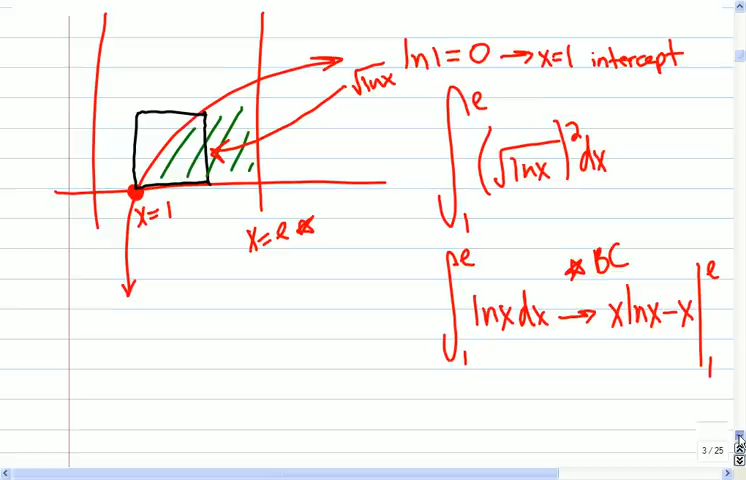 ln1 = 0 → x=1 intercept
√lnx
∫₁ᵉ (√lnx)² dx
x=1
x=e *
* BC
∫₁ᵉ lnx dx → xlnx-x |₁ᵉ
3 / 25